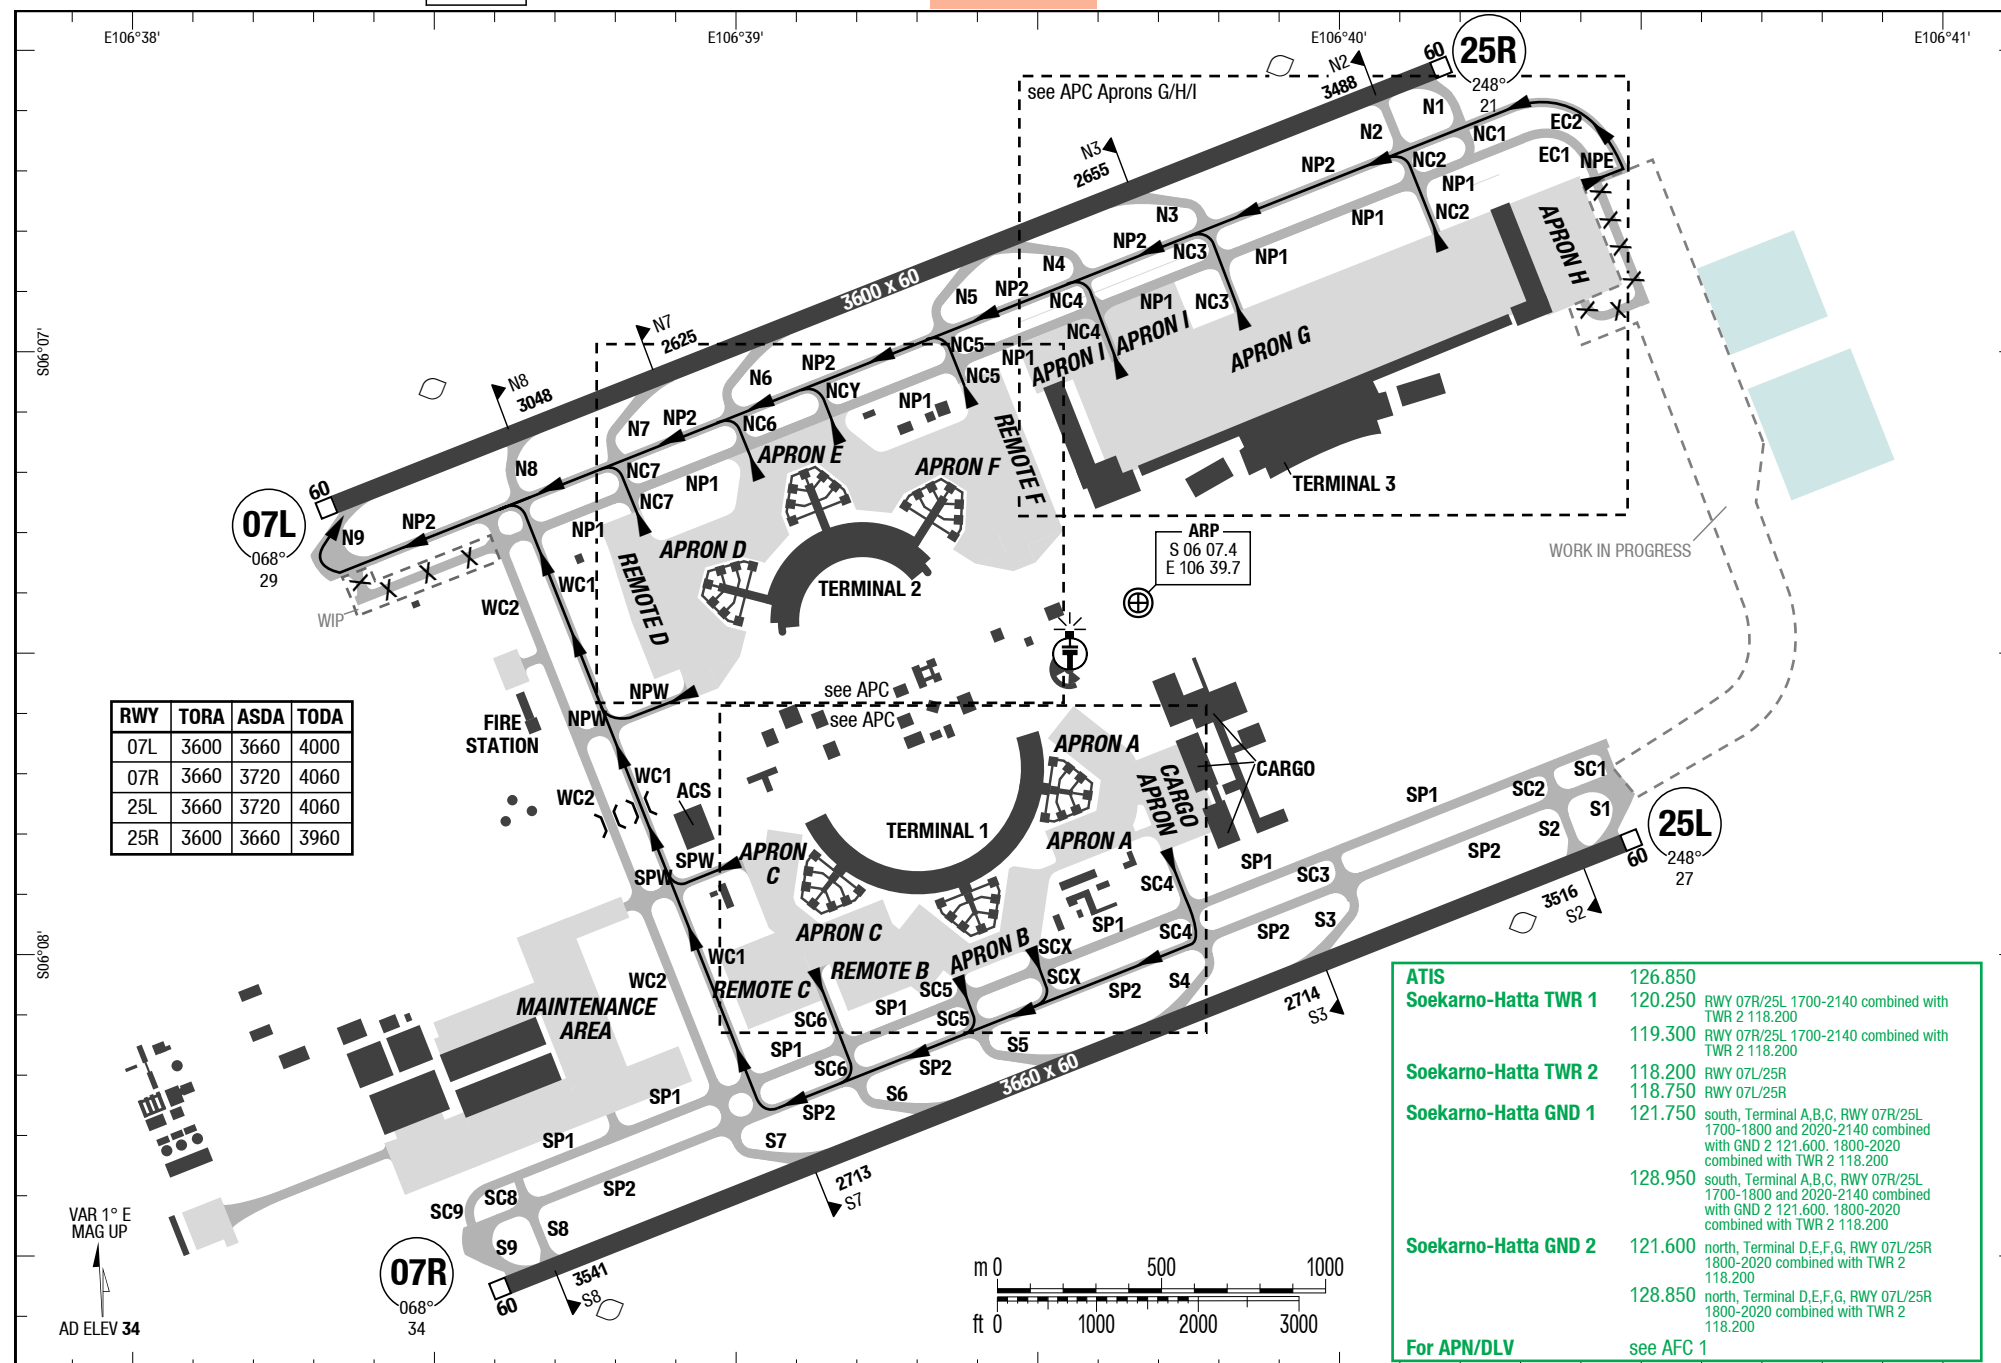 E106°38'
E106°39'
E106°40'
E106°41'
60
25R
248°
21
N2
3488
see APC Aprons G/H/I
N1
N2
NC1
EC2
EC1
NPE
N3
2655
NP2
NC2
NP1
NC2
NP1
N3
NP2
NC3
NP1
APRON H
3600 x 60
N4
N5
NP2
NC4
NP1
NC3
NC4
APRON I
APRON I
APRON G
N7
2625
S06°07'
NC5
NP1
NP2
NC5
N6
NCY
NP1
N8
3048
NP2
N7
NC6
APRON E
APRON F
REMOTE F
TERMINAL 3
N8
NC7
NP1
NC7
60
07L
068°
29
NP2
N9
NP1
APRON D
REMOTE D
WC1
WC2
WIP
TERMINAL 2
ARP
S 06 07.4
E 106 39.7
WORK IN PROGRESS
NPW
NPW
see APC
see APC
FIRE
STATION
RWY TORA ASDA TODA
07L 3600 3660 4000
07R 3660 3720 4060
25L 3660 3720 4060
25R 3600 3660 3960
APRON A
CARGO
APRON
CARGO
WC1
WC2
ACS
TERMINAL 1
APRON A
SP1
SC2
SC1
S1
S2
25L
248°
27
60
SPW
SPW
APRON
C
SP1
SC3
SP2
SC4
3516
S2
S06°08'
APRON C
SP1
SC4
SP2
S3
APRON B
SCX
SCX
REMOTE B
WC1
WC2
REMOTE C
SC5
SP1
SC5
SP2
S4
2714
S3
MAINTENANCE
AREA
SC6
SP1
SC6
SP2
S5
3660 x 60
S6
SP1
SP2
SP1
S7
2713
S7
SP2
SC8
SC9
S8
S9
07R
068°
34
60
3541
S8
VAR 1° E
MAG UP
AD ELEV 34
m 0 500 1000
ft 0 1000 2000 3000
ATIS 126.850
Soekarno-Hatta TWR 1 120.250 RWY 07R/25L 1700-2140 combined with
TWR 2 118.200
119.300 RWY 07R/25L 1700-2140 combined with
TWR 2 118.200
Soekarno-Hatta TWR 2 118.200 RWY 07L/25R
118.750 RWY 07L/25R
Soekarno-Hatta GND 1 121.750 south, Terminal A,B,C, RWY 07R/25L
1700-1800 and 2020-2140 combined
with GND 2 121.600. 1800-2020
combined with TWR 2 118.200
128.950 south, Terminal A,B,C, RWY 07R/25L
1700-1800 and 2020-2140 combined
with GND 2 121.600. 1800-2020
combined with TWR 2 118.200
Soekarno-Hatta GND 2 121.600 north, Terminal D,E,F,G, RWY 07L/25R
1800-2020 combined with TWR 2
118.200
128.850 north, Terminal D,E,F,G, RWY 07L/25R
1800-2020 combined with TWR 2
118.200
For APN/DLV see AFC 1